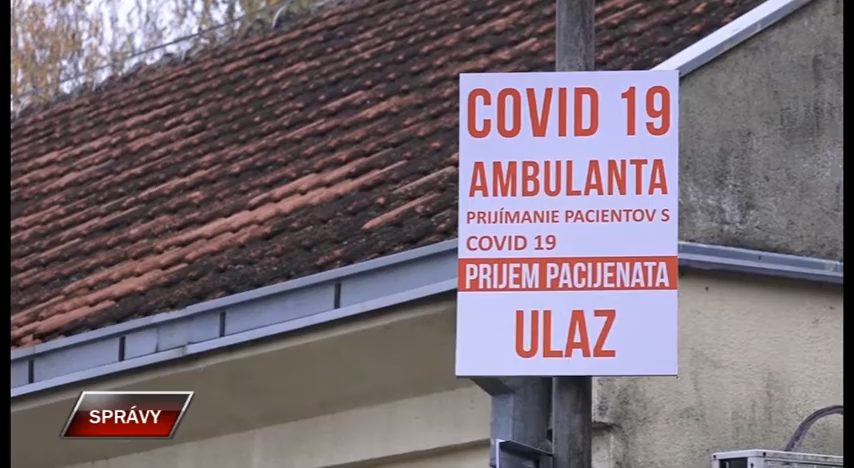 COVID 19
AMBULANTA
PRIJÍMANIE PACIENTOV S
COVID 19
PRIJEM PACIJENATA
ULAZ
SPRÁVY